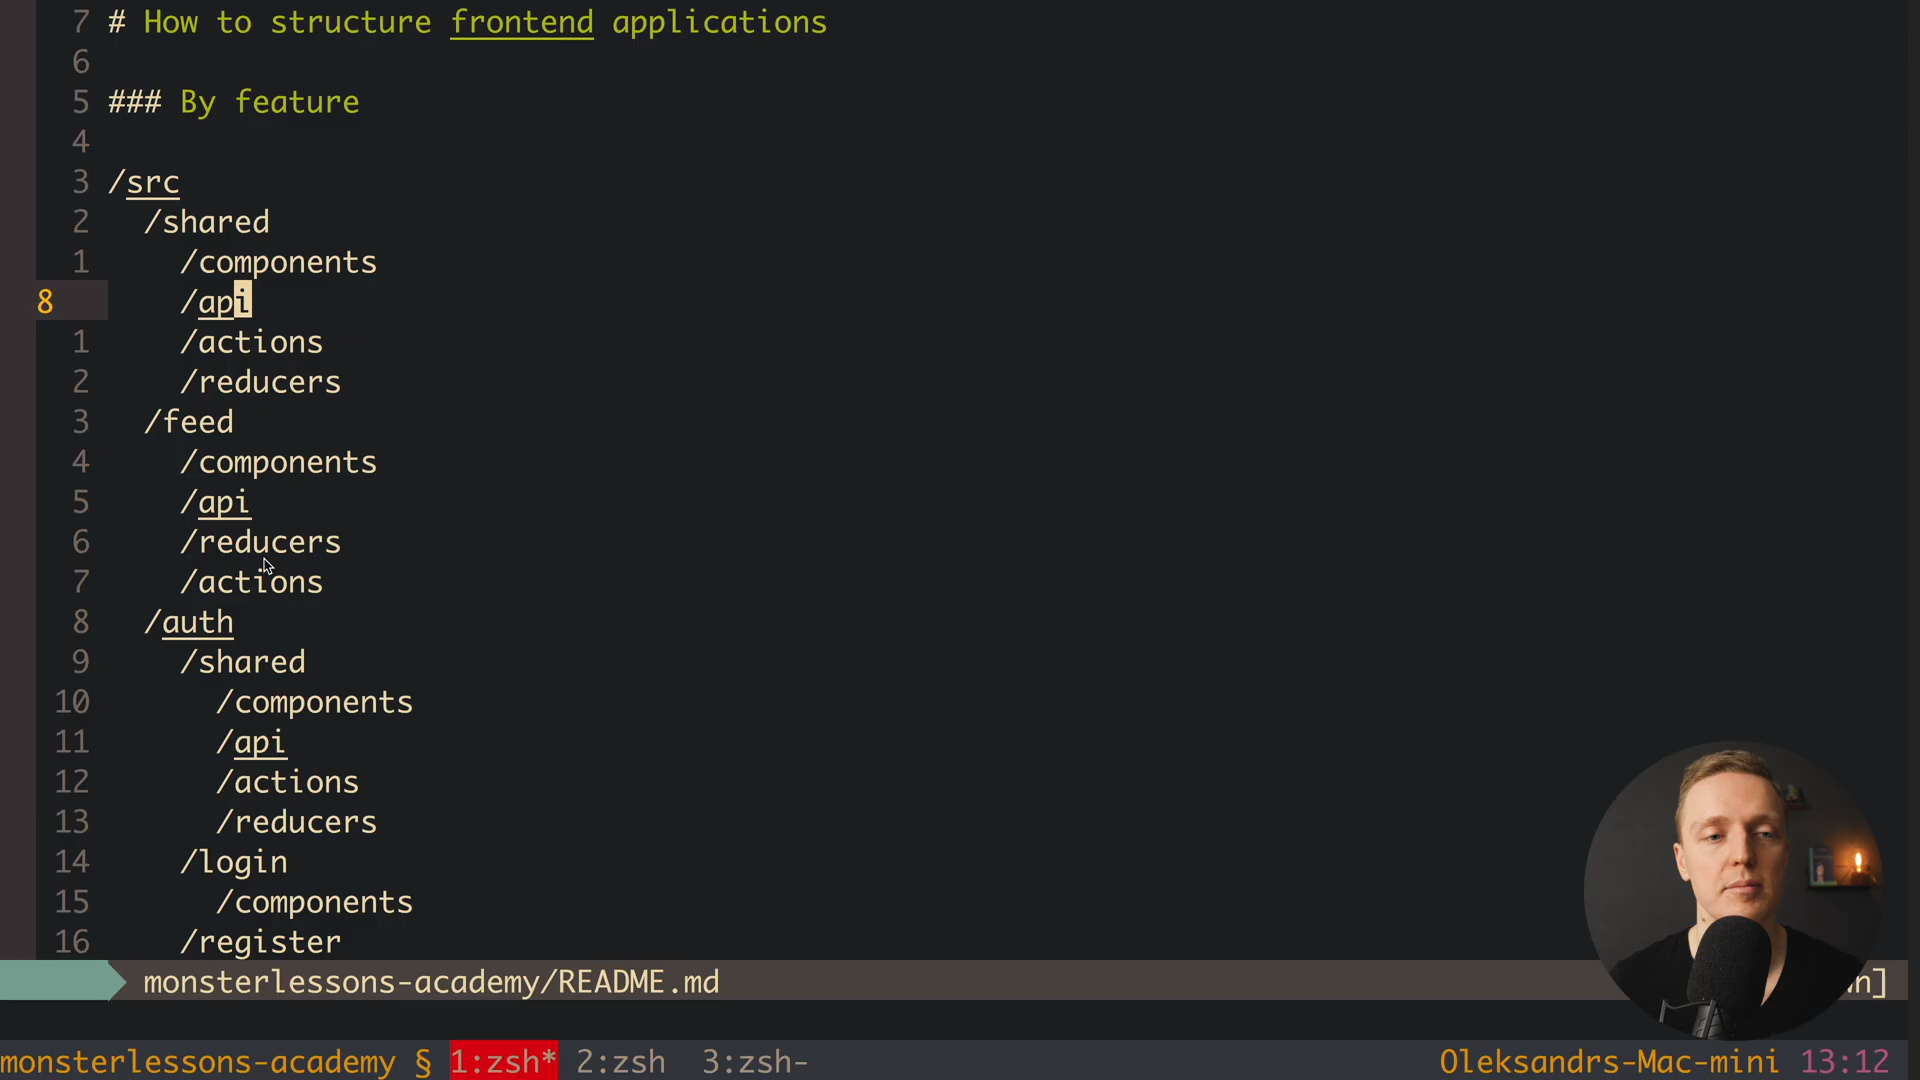 7 # How to structure frontend applications
6
5 ### By feature
4
3 /src
2 /shared
1 /components
8 /api
1 /actions
2 /reducers
3 /feed
4 /components
5 /api
6 /reducers
7 /actions
8 /auth
9 /shared
10 /components
11 /api
12 /actions
13 /reducers
14 /login
15 /components
16 /register
monsterlessons-academy/README.md
monsterlessons-academy § 1:zsh* 2:zsh 3:zsh- Oleksandrs-Mac-mini 13:12